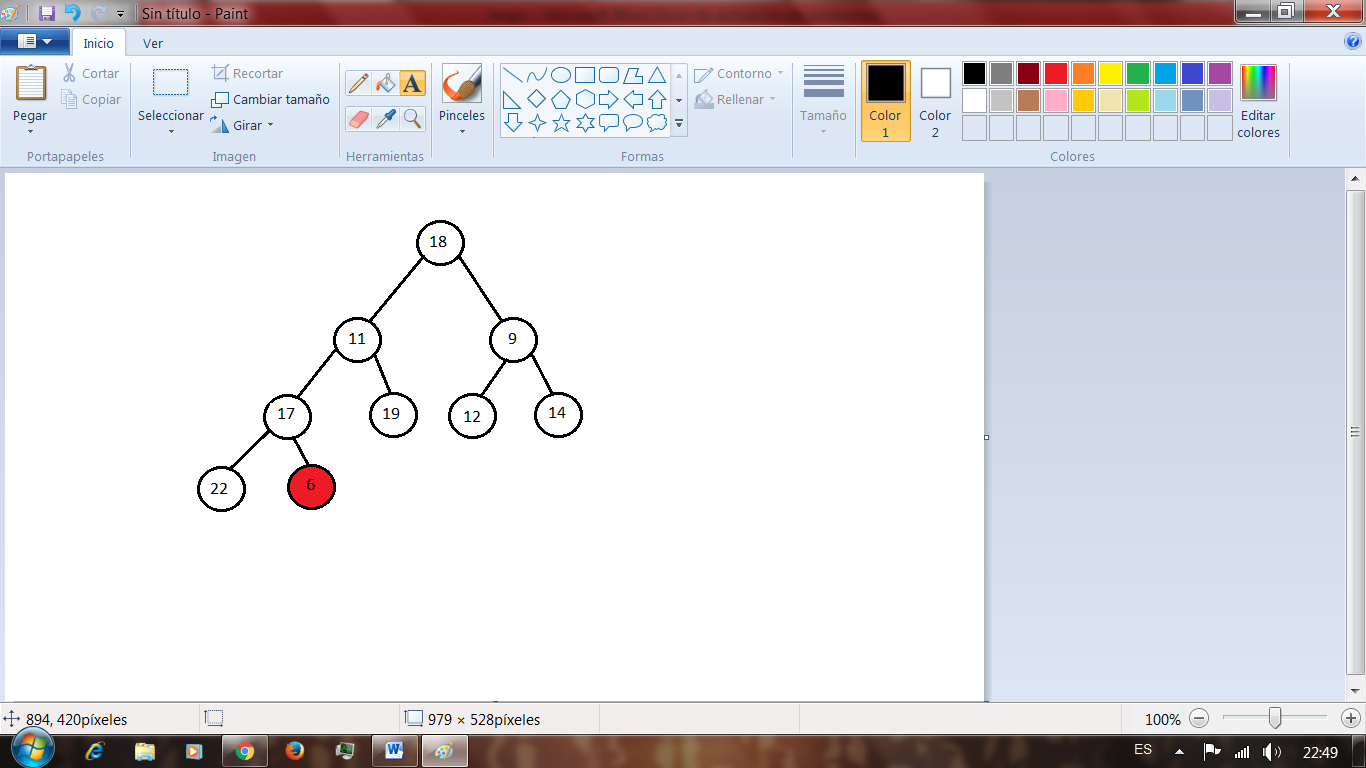 Sin título - Paint
Inicio Ver
Pegar
Cortar
Copiar
Portapapeles
Seleccionar
Recortar
Cambiar tamaño
Girar
Imagen
A
Herramientas
Pinceles
Contorno
Rellenar
Formas
Tamaño
Color
1
Color
2
Editar
colores
Colores
18
11 9
17 19 12 14
22 6
894, 420píxeles 979 × 528píxeles 100%
ES 22:49